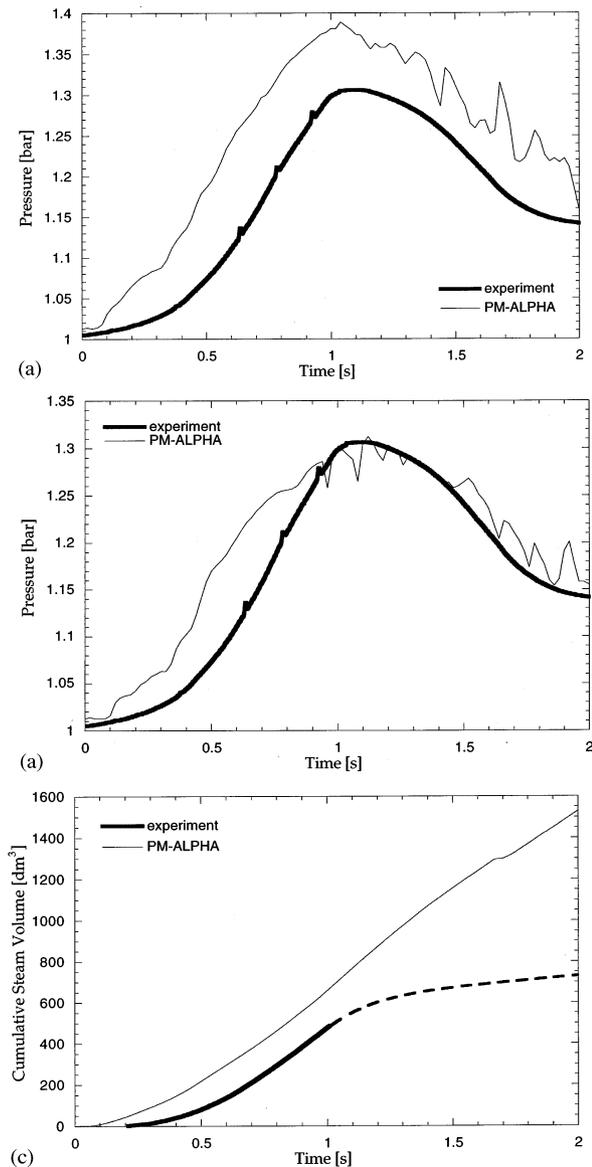 1.4
1.35
1.3
1.25
1.2
1.15
1.1
1.05
1
Pressure [bar]
experiment
PM-ALPHA
0
0.5
1
1.5
2
Time [s]
(a)
1.35
1.3
1.25
1.2
1.15
1.1
1.05
1
Pressure [bar]
experiment
PM-ALPHA
0
0.5
1
1.5
2
Time [s]
(a)
1600
1400
1200
1000
800
600
400
200
0
Cumulative Steam Volume [dm³]
experiment
PM-ALPHA
0
0.5
1
1.5
2
Time [s]
(c)